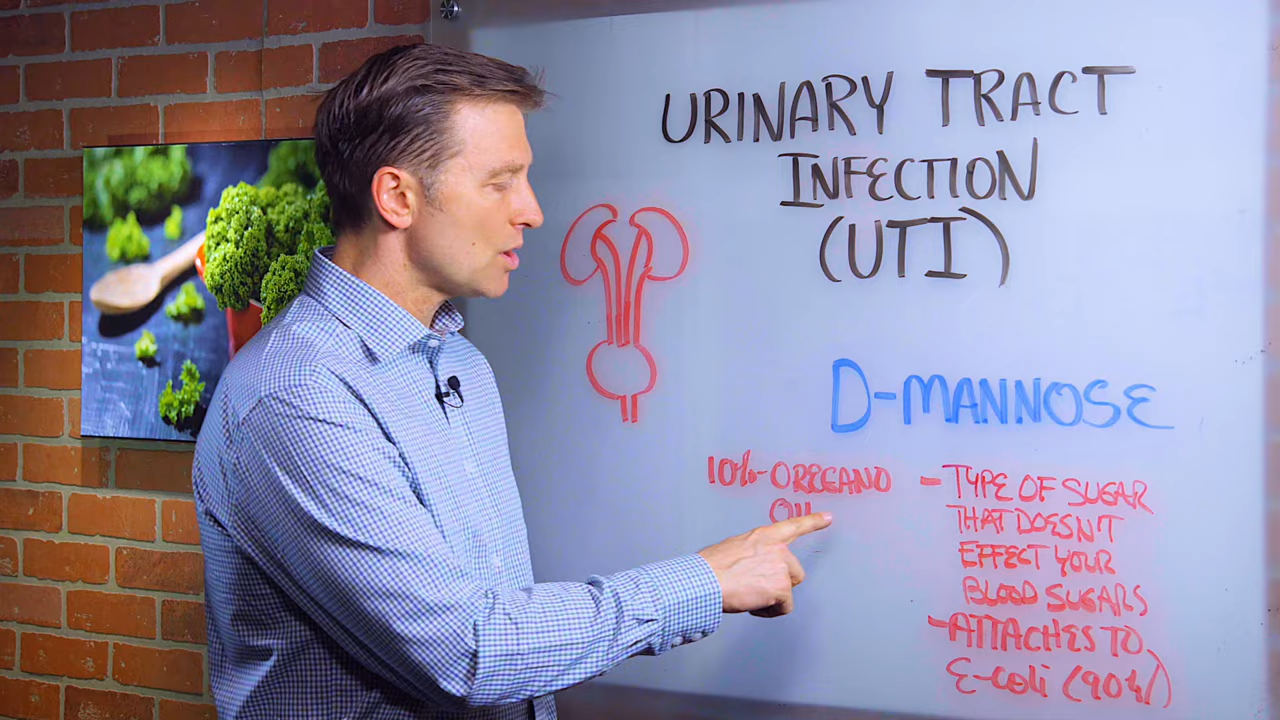 URINARY TRACT
INFECTION
(UTI)
D-MANNOSE
10%-OREGANO
OIL
- TYPE OF SUGAR
THAT DOESN'T
EFFECT YOUR
BLOOD SUGARS
- ATTACHES TO
E-coli (90%)